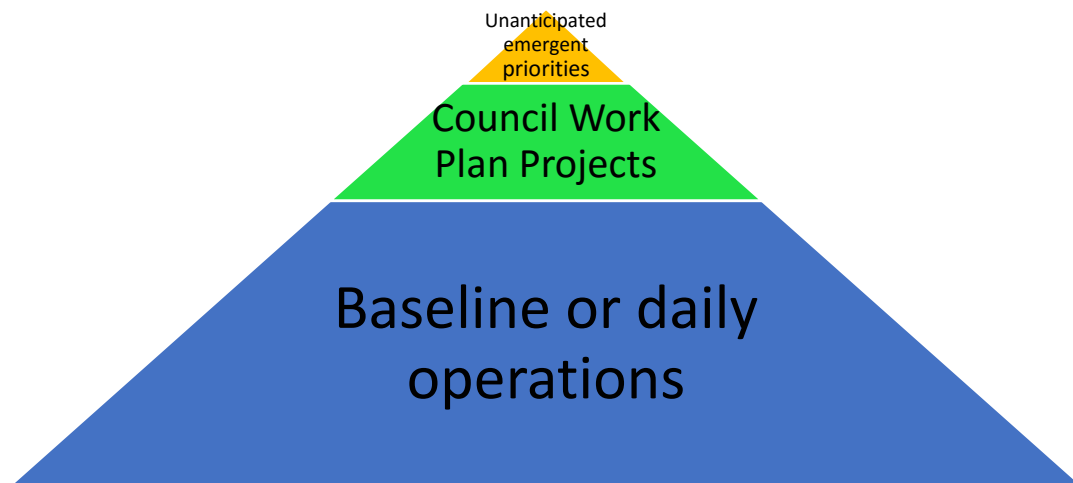 Unanticipated
emergent
priorities
Council Work
Plan Projects
Baseline or daily
operations